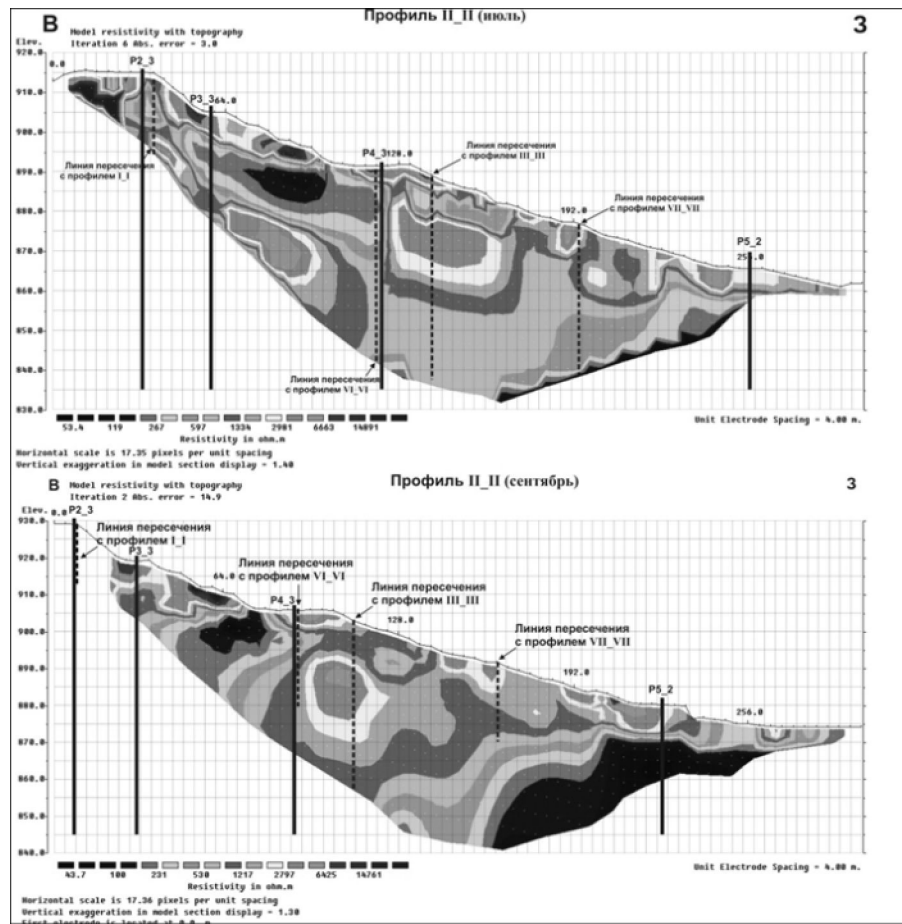 В
Профиль II_II (июль)
3
Model resistivity with topography
Iteration 6 Abs. error = 3.0
Elev.
920.0
0.0
P2_3
910.0
P3_3
64.0
900.0
Линия пересечения
с профилем I_I
P4_3
128.0
Линия пересечения
с профилем III_III
890.0
880.0
192.0
Линия пересечения
с профилем VII_VII
870.0
P5_2
860.0
850.0
840.0
Линия пересечения
с профилем VI_VI
830.0
53.4 119 267 597 1334 2981 6663 14891
Resistivity in ohm.m
Unit Electrode Spacing = 4.00 m.
Horizontal scale is 17.35 pixels per unit spacing
Vertical exaggeration in model section display = 1.40
В
Model resistivity with topography
Iteration 2 Abs. error = 14.9
Профиль II_II (сентябрь)
3
Elev.
0.0
P2_3
930.0
Линия пересечения
с профилем I_I
920.0
P3_3
64.0
Линия пересечения
с профилем VI_VI
910.0
P4_3
Линия пересечения
с профилем III_III
128.0
900.0
Линия пересечения
с профилем VII_VII
890.0
192.0
P5_2
880.0
256.0
870.0
860.0
850.0
840.0
43.7 100 231 530 1217 2797 6425 14761
Resistivity in ohm.m
Unit Electrode Spacing = 4.00 m.
Horizontal scale is 17.36 pixels per unit spacing
Vertical exaggeration in model section display = 1.30
First electrode is located at 0.0 m.